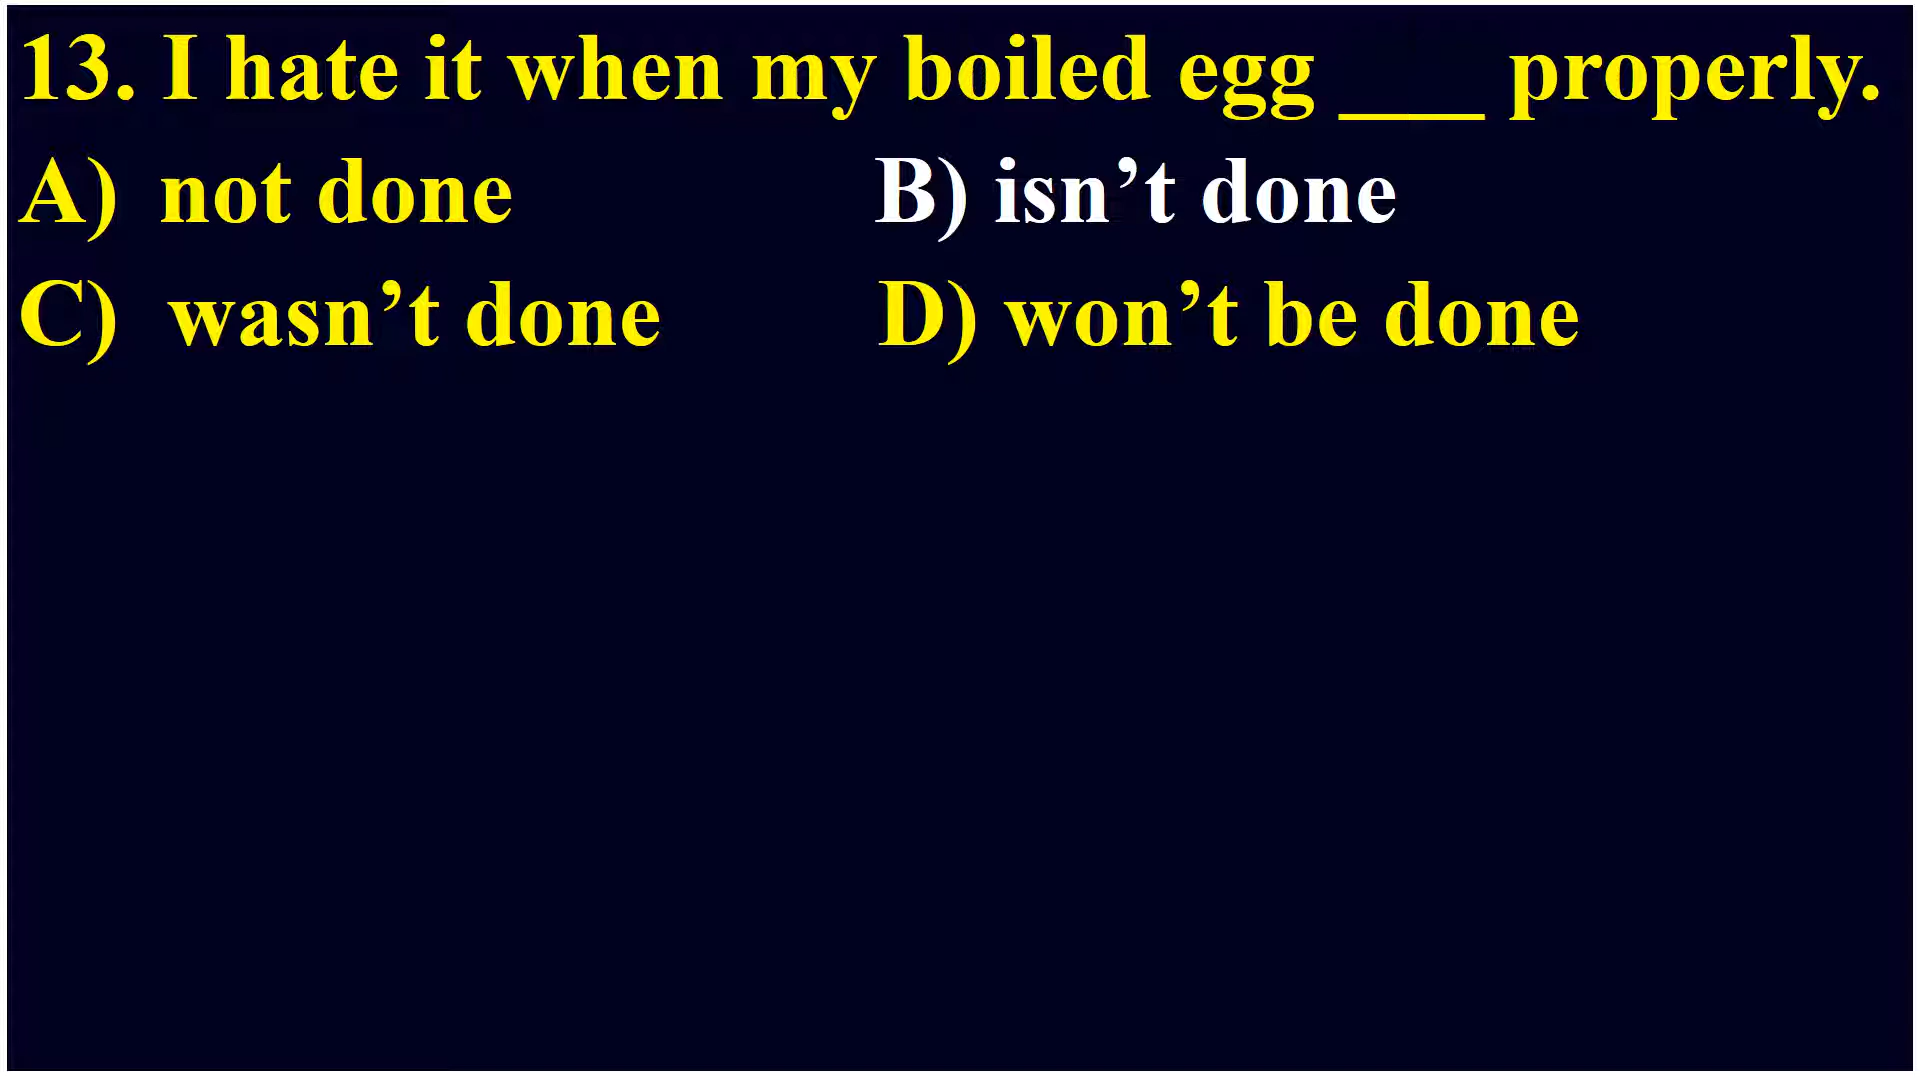 13. I hate it when my boiled egg ___ properly.
A) not done B) isn’t done
C) wasn’t done D) won’t be done